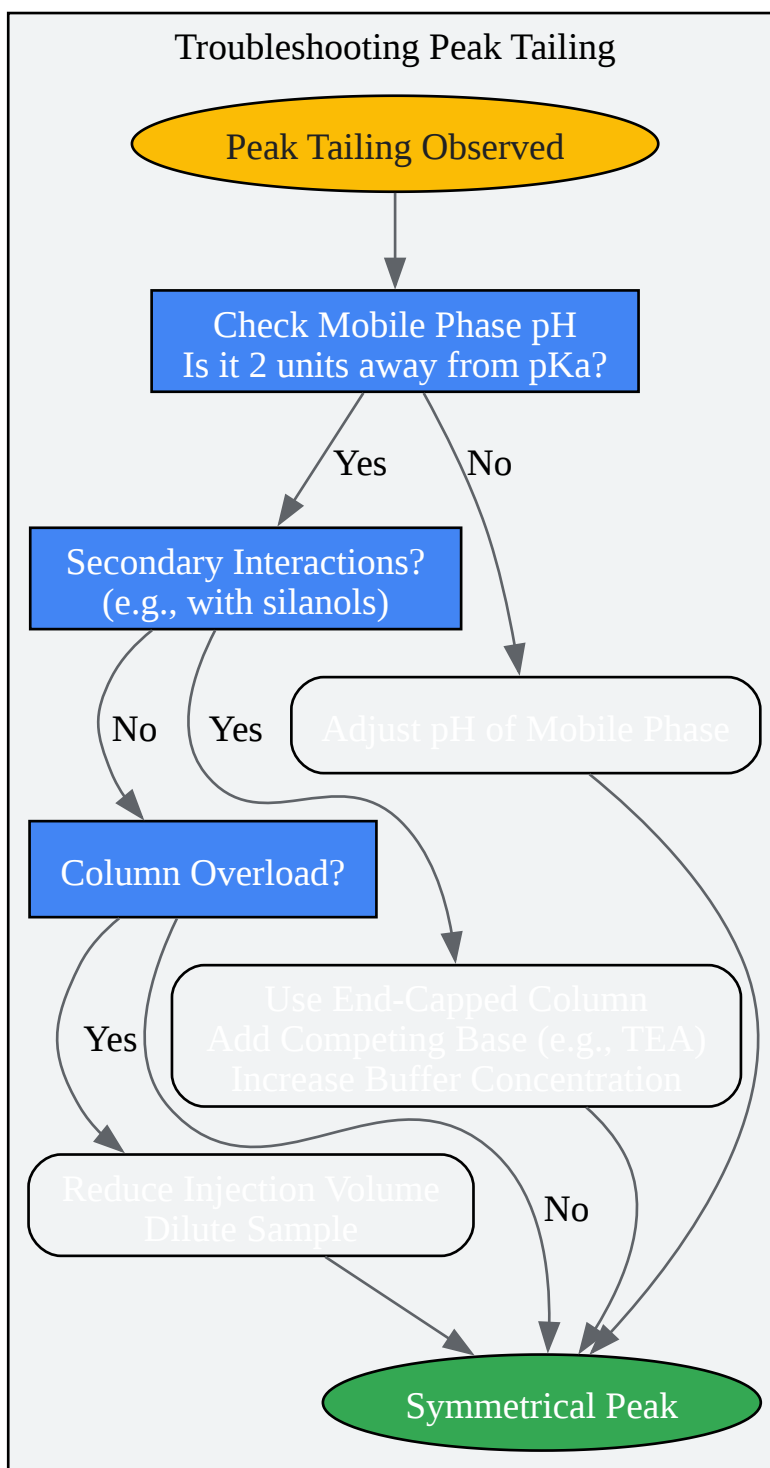 Troubleshooting Peak Tailing
Peak Tailing Observed
Check Mobile Phase pH
Is it 2 units away from pKa?
Yes
No
Secondary Interactions?
(e.g., with silanols)
Adjust pH of Mobile Phase
No
Yes
Column Overload?
Use End-Capped Column
Add Competing Base (e.g., TEA)
Increase Buffer Concentration
Yes
Reduce Injection Volume
Dilute Sample
No
Symmetrical Peak